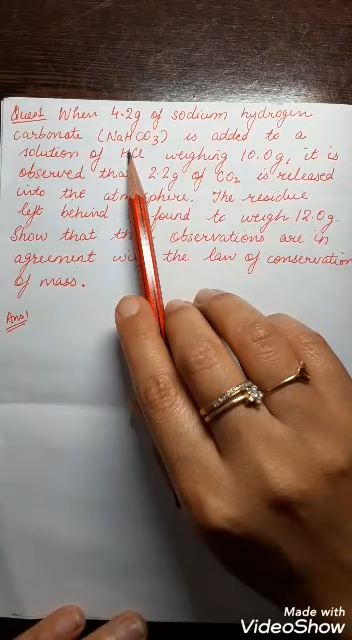 Ques! When 4.2g of sodium hydrogen
carbonate (NaHCO3) is added to a
solution of HCl weighing 10.0g, it is
observed that 2.2g of CO2 is released
into the atmosphere. The residue
left behind found to weigh 12.0g.
Show that observations are in
agreement with the law of conservation
of mass.
Ans!
Made with
VideoShow